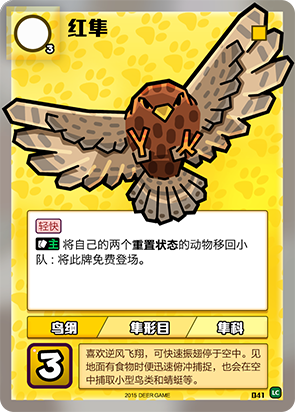 红隼
3
轻快
主 将自己的两个重置状态的动物移回小
队：将此牌免费登场。
鸟纲 隼形目 隼科
3
喜欢逆风飞翔，可快速振翅停于空中。见
地面有食物时便迅速俯冲捕捉，也会在空
中捕取小型鸟类和蜻蜓等。
2015 DEER GAME 041 LC